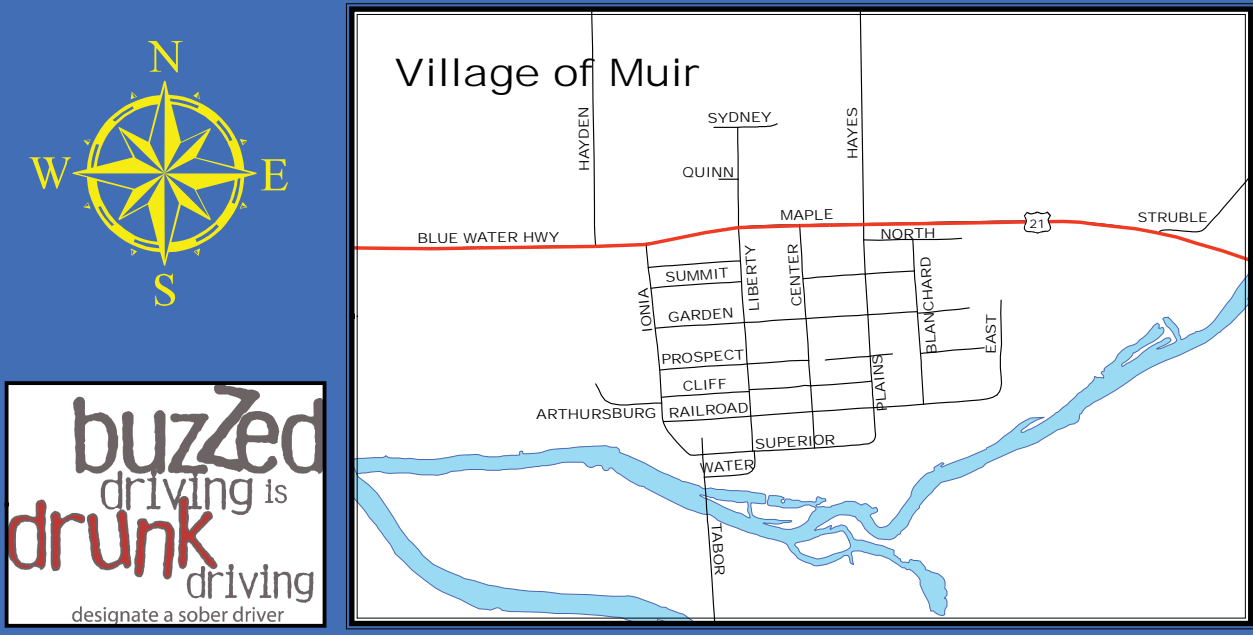 N
W
E
S
buzZed
driving is
drunk
driving
designate a sober driver
Village of Muir
HAYDEN
HAYES
SYDNEY
QUINN
MAPLE
21
STRUBLE
BLUE WATER HWY
NORTH
SUMMIT
LIBERTY
CENTER
BLANCHARD
IONIA
GARDEN
EAST
PROSPECT
CLIFF
PLAINS
ARTHURSBURG
RAILROAD
SUPERIOR
WATER
TABOR